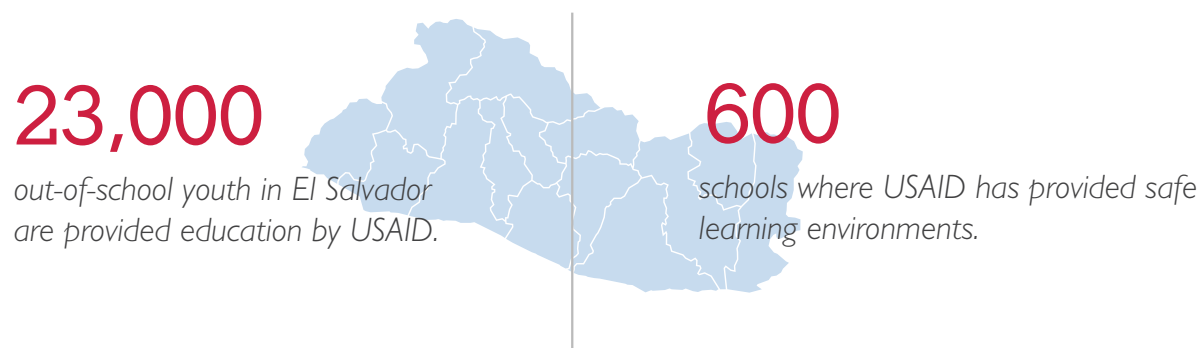 23,000
out-of-school youth in El Salvador
are provided education by USAID.
600
schools where USAID has provided safe
learning environments.